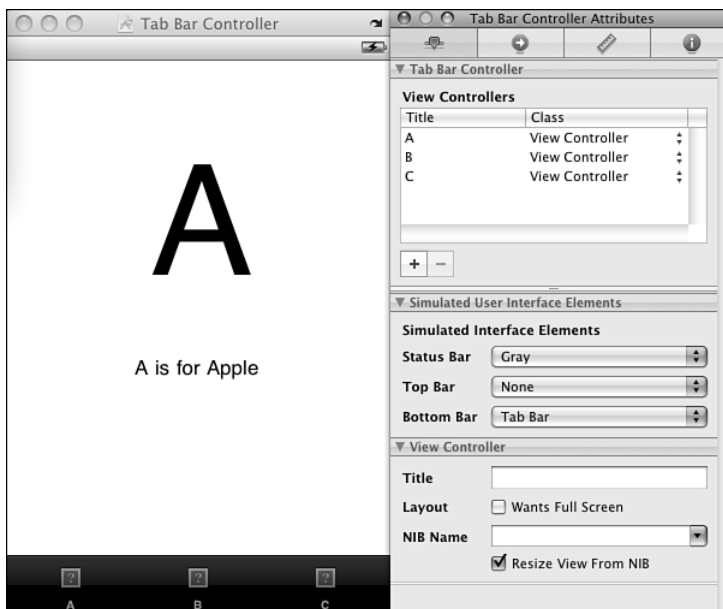 Tab Bar Controller
A
A is for Apple
? ? ?
A B C
Tab Bar Controller Attributes
Tab Bar Controller
View Controllers
Title Class
A View Controller
B View Controller
C View Controller
+ −
Simulated User Interface Elements
Simulated Interface Elements
Status Bar Gray
Top Bar None
Bottom Bar Tab Bar
View Controller
Title
Layout Wants Full Screen
NIB Name
Resize View From NIB